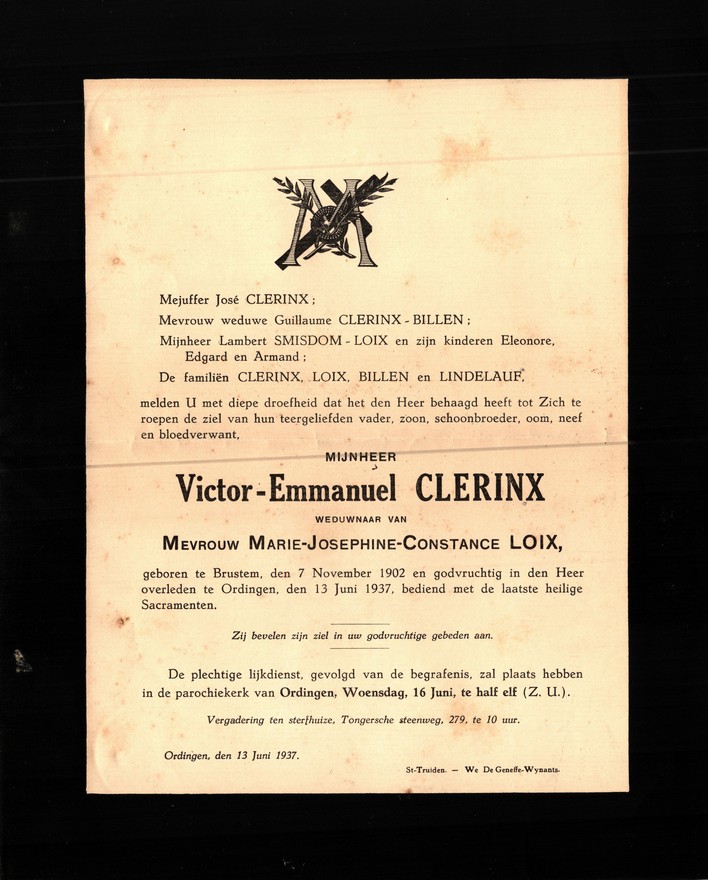 M
Mejuffer José CLERINX ;
Mevrouw weduwe Guillaume CLERINX - BILLEN ;
Mijnheer Lambert SMISDOM - LOIX en zijn kinderen Eleonore,
Edgard en Armand ;
De familiën CLERINX, LOIX, BILLEN en LINDELAUF,
melden U met diepe droefheid dat het den Heer behaagd heeft tot Zich te
roepen de ziel van hun teergeliefden vader, zoon, schoonbroeder, oom, neef
en bloedverwant,
MIJNHEER
Victor-Emmanuel CLERINX
WEDUWNAAR VAN
MEVROUW MARIE-JOSEPHINE-CONSTANCE LOIX,
geboren te Brustem, den 7 November 1902 en godvruchtig in den Heer
overleden te Ordingen, den 13 Juni 1937, bediend met de laatste heilige
Sacramenten.
Zij bevelen zijn ziel in uw godvruchtige gebeden aan.
De plechtige lijkdienst, gevolgd van de begrafenis, zal plaats hebben
in de parochiekerk van Ordingen, Woensdag, 16 Juni, te half elf (Z. U.).
Vergadering ten sterfhuize, Tongersche steenweg, 279, te 10 uur.
Ordingen, den 13 Juni 1937.
St-Truiden. — We De Geneffe-Wynants.